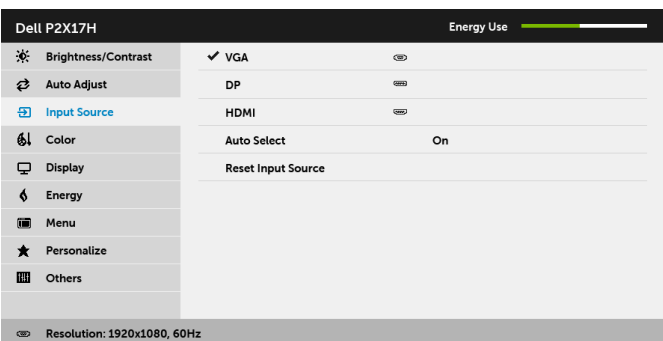 Dell P2X17H Energy Use
Brightness/Contrast VGA
Auto Adjust DP
Input Source HDMI
Color Auto Select On
Display Reset Input Source
Energy
Menu
Personalize
Others
Resolution: 1920x1080, 60Hz